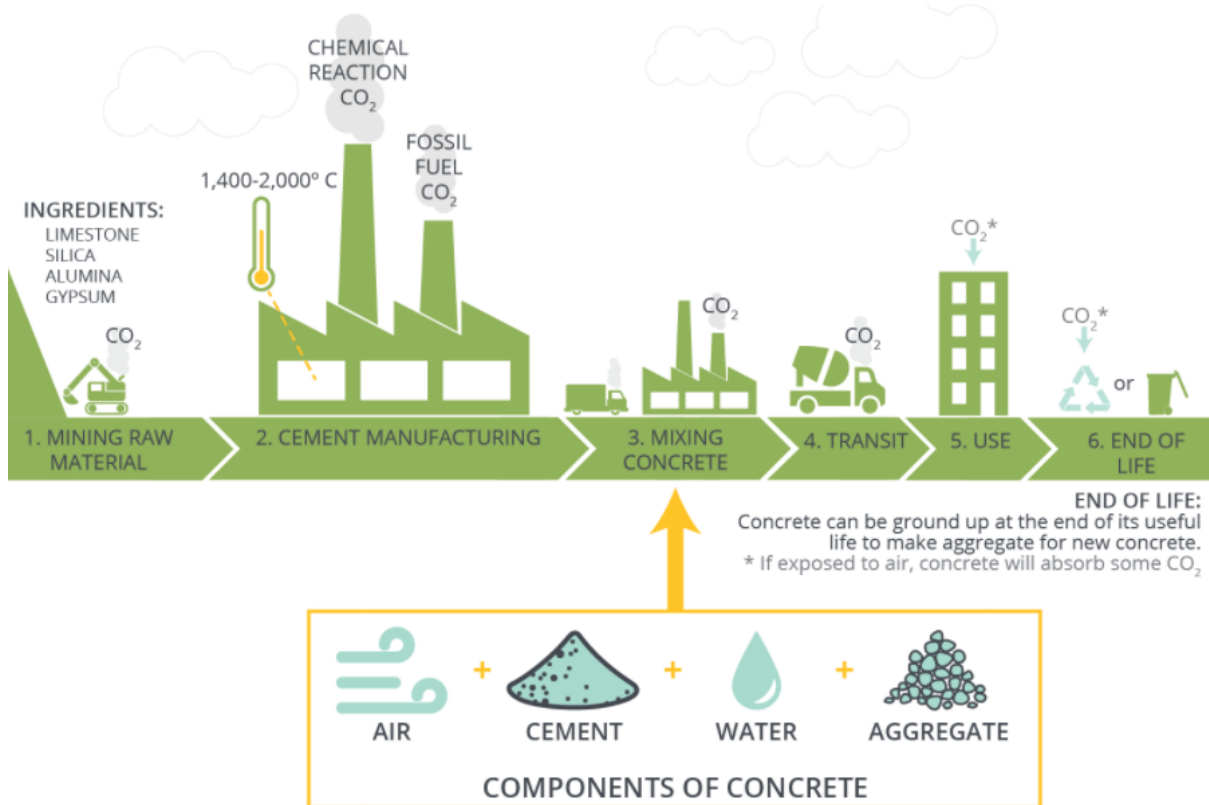 CHEMICAL
REACTION
CO₂
FOSSIL
FUEL
CO₂
1,400-2,000º C
INGREDIENTS:
LIMESTONE
SILICA
ALUMINA
GYPSUM
CO₂
CO₂
CO₂
CO₂*
CO₂*
or
1. MINING RAW
MATERIAL
2. CEMENT MANUFACTURING
3. MIXING
CONCRETE
4. TRANSIT
5. USE
6. END OF
LIFE
END OF LIFE:
Concrete can be ground up at the end of its useful
life to make aggregate for new concrete.
* If exposed to air, concrete will absorb some CO₂
+
+
+
AIR
CEMENT
WATER
AGGREGATE
COMPONENTS OF CONCRETE